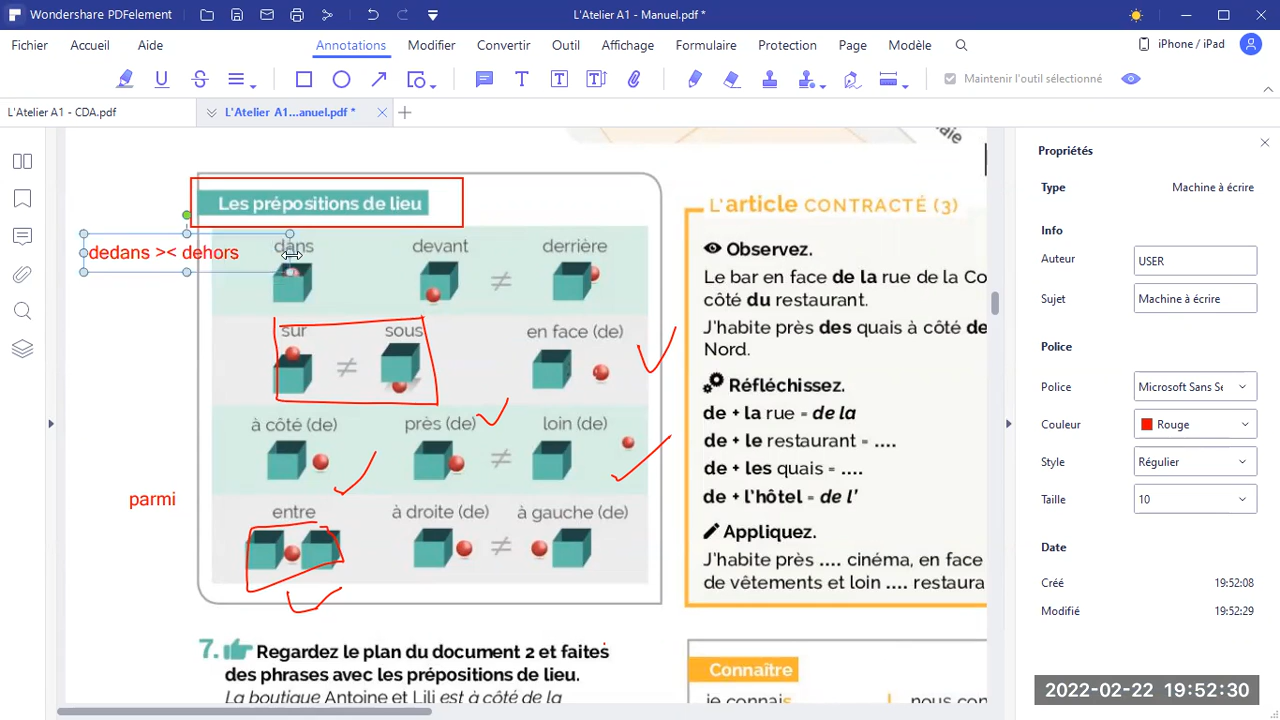 Wondershare PDFelement
L'Atelier A1 - Manuel.pdf *
Fichier Accueil Aide Annotations Modifier Convertir Outil Affichage Formulaire Protection Page Modèle iPhone / iPad
Maintenir l'outil sélectionné
L'Atelier A1 - CDA.pdf L'Atelier A1...anuel.pdf *
Les prépositions de lieu
dedans >< dehors
dans devant ≠ derrière
sur ≠ sous en face (de)
à côté (de) près (de) ≠ loin (de)
parmi
entre à droite (de) ≠ à gauche (de)
7. Regardez le plan du document 2 et faites
des phrases avec les prépositions de lieu.
La boutique Antoine et Lili est à côté de la
L'article CONTRACTÉ (3)
Observez.
Le bar en face de la rue de la Co
côté du restaurant.
J'habite près des quais à côté de
Nord.
Réfléchissez.
de + la rue = de la
de + le restaurant = ....
de + les quais = ....
de + l'hôtel = de l'
Appliquez.
J'habite près .... cinéma, en face
de vêtements et loin .... restaura
Connaître
je connais nous con
Propriétés
Type Machine à écrire
Info
Auteur USER
Sujet Machine à écrire
Police
Police Microsoft Sans Se
Couleur Rouge
Style Régulier
Taille 10
Date
Créé 19:52:08
Modifié 19:52:29
2022-02-22 19:52:30